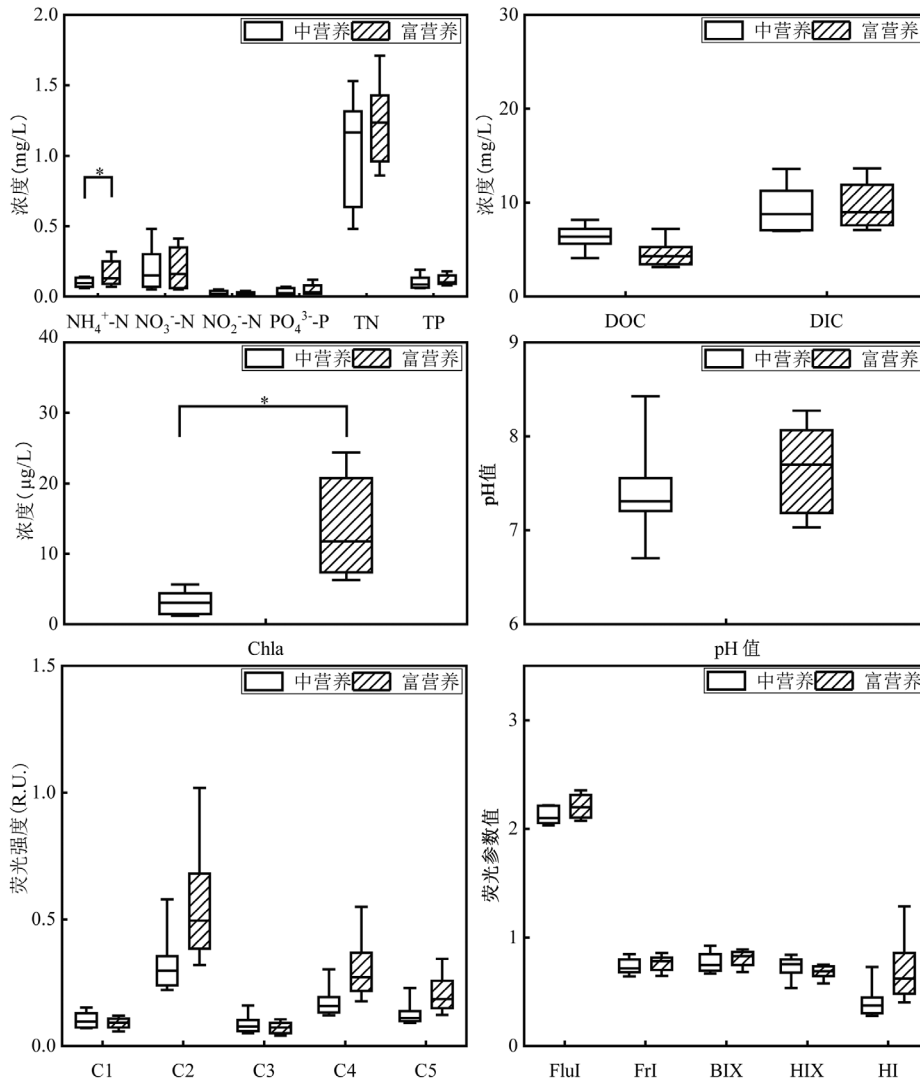 中营养 富营养
浓度(mg/L)
2.0
1.5
1.0
0.5
0.0
*
NH₄⁺-N NO₃⁻-N NO₂⁻-N PO₄³⁻-P TN TP
中营养 富营养
浓度(mg/L)
30
20
10
0
DOC DIC
中营养 富营养
浓度(μg/L)
40
30
20
10
0
*
Chla
中营养 富营养
pH值
9
8
7
6
pH 值
中营养 富营养
荧光强度(R.U.)
1.5
1.0
0.5
0.0
C1 C2 C3 C4 C5
中营养 富营养
荧光参数值
3
2
1
0
FluI FrI BIX HIX HI